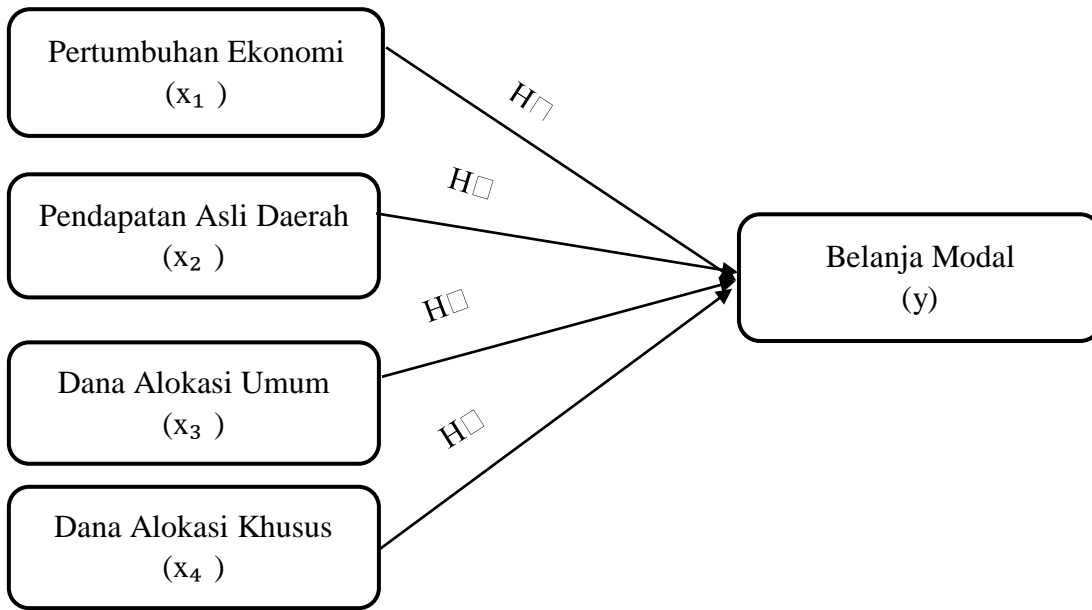 Pertumbuhan Ekonomi
(x₁ )
H□
Pendapatan Asli Daerah
(x₂ )
H□
Dana Alokasi Umum
(x₃ )
H□
Dana Alokasi Khusus
(x₄ )
H□
Belanja Modal
(y)